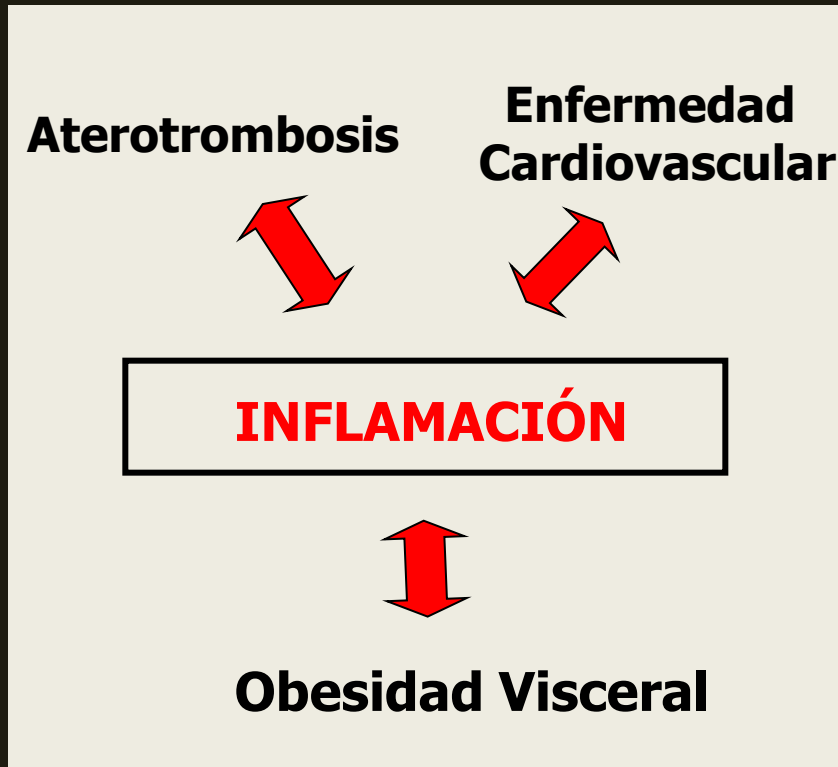 Aterotrombosis
Enfermedad
Cardiovascular
INFLAMACIÓN
Obesidad Visceral